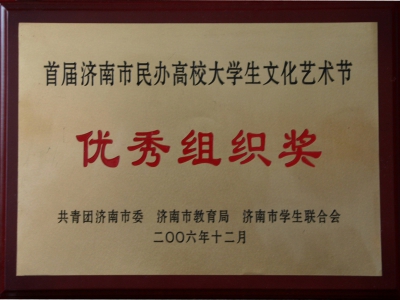 首届济南市民办高校大学生文化艺术节
优秀组织奖
共青团济南市委 济南市教育局 济南市学生联合会
二〇〇六年十二月